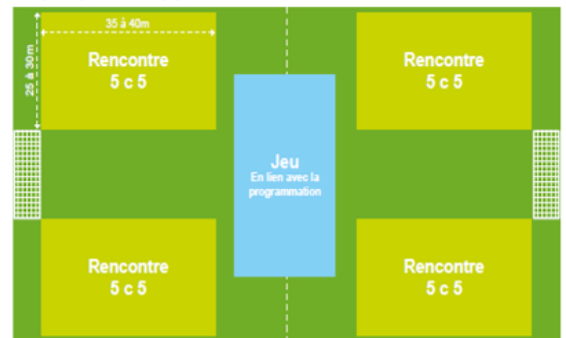 35 à 40m
25 à 30m
Rencontre
5 c 5
Rencontre
5 c 5
Jeu
En lien avec la
programmation
Rencontre
5 c 5
Rencontre
5 c 5